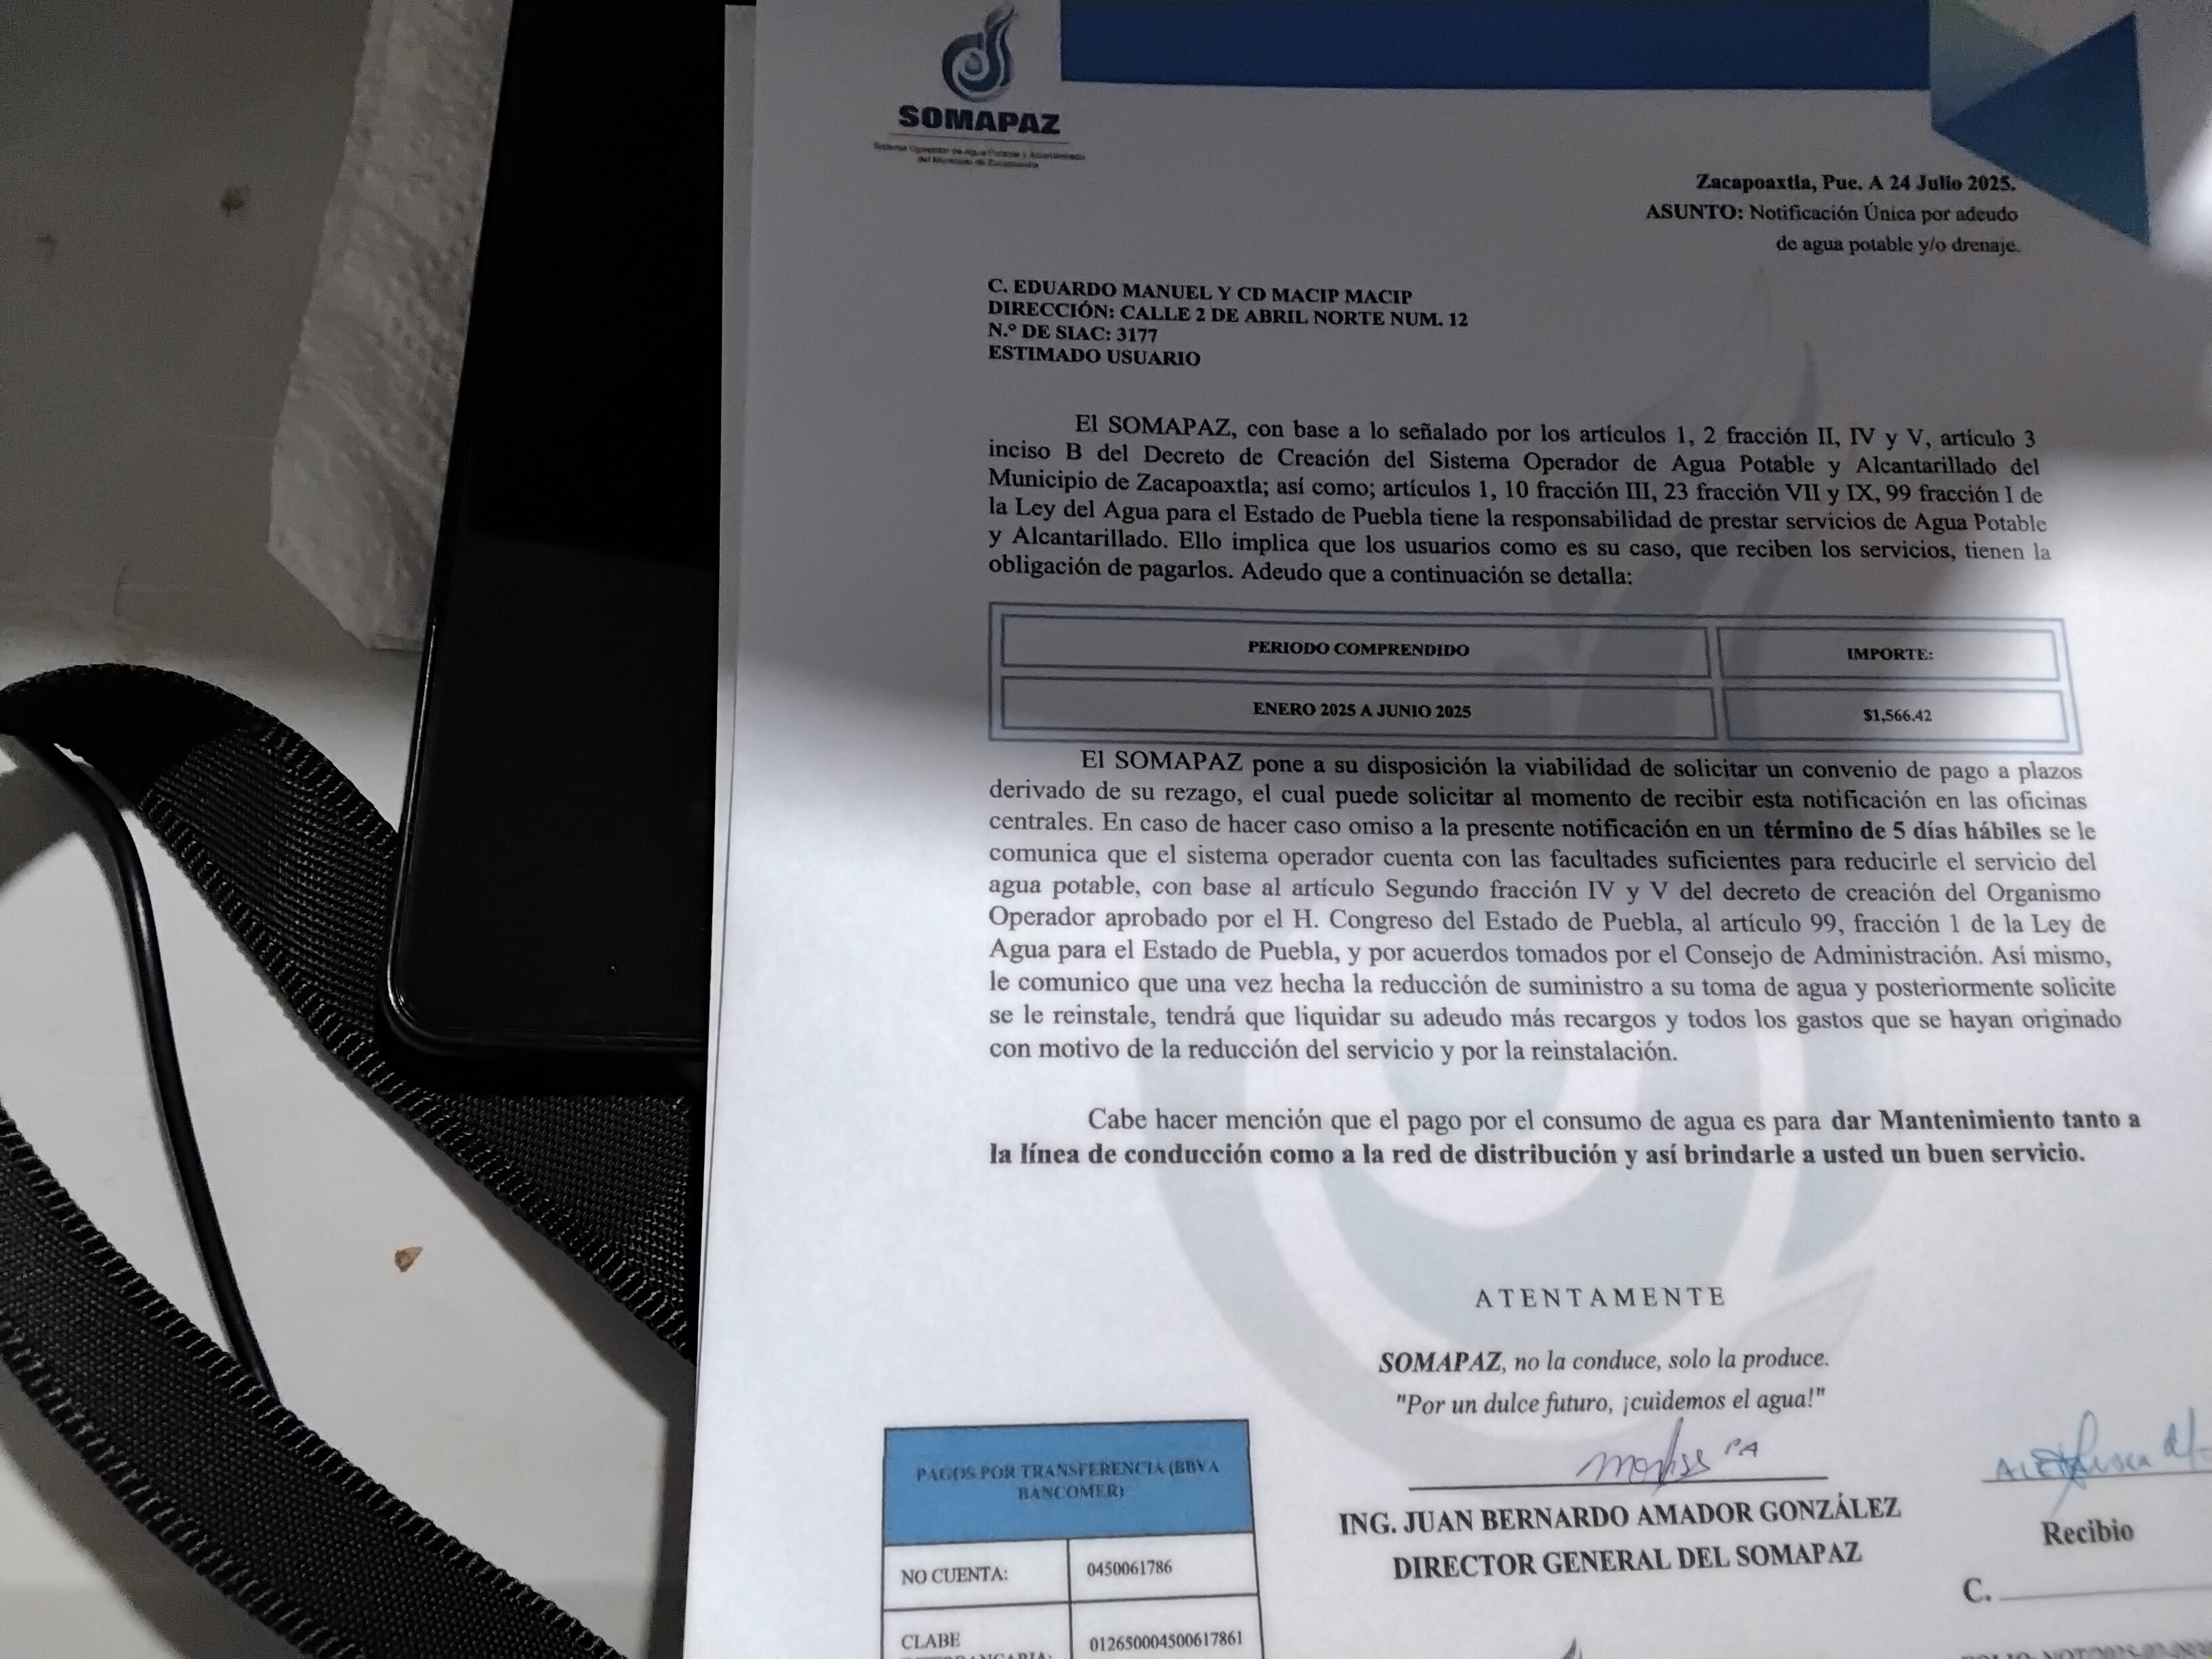 SOMAPAZ
Sistema Operador de Agua Potable y Alcantarillado
del Municipio de Zacapoaxtla
Zacapoaxtla, Pue. A 24 Julio 2025.
ASUNTO: Notificación Única por adeudo
de agua potable y/o drenaje.
C. EDUARDO MANUEL Y CD MACIP MACIP
DIRECCIÓN: CALLE 2 DE ABRIL NORTE NUM. 12
N.º DE SIAC: 3177
ESTIMADO USUARIO
El SOMAPAZ, con base a lo señalado por los artículos 1, 2 fracción II, IV y V, artículo 3
inciso B del Decreto de Creación del Sistema Operador de Agua Potable y Alcantarillado del
Municipio de Zacapoaxtla; así como; artículos 1, 10 fracción III, 23 fracción VII y IX, 99 fracción I de
la Ley del Agua para el Estado de Puebla tiene la responsabilidad de prestar servicios de Agua Potable
y Alcantarillado. Ello implica que los usuarios como es su caso, que reciben los servicios, tienen la
obligación de pagarlos. Adeudo que a continuación se detalla:
PERIODO COMPRENDIDO IMPORTE:
ENERO 2025 A JUNIO 2025 $1,566.42
El SOMAPAZ pone a su disposición la viabilidad de solicitar un convenio de pago a plazos
derivado de su rezago, el cual puede solicitar al momento de recibir esta notificación en las oficinas
centrales. En caso de hacer caso omiso a la presente notificación en un término de 5 días hábiles se le
comunica que el sistema operador cuenta con las facultades suficientes para reducirle el servicio del
agua potable, con base al artículo Segundo fracción IV y V del decreto de creación del Organismo
Operador aprobado por el H. Congreso del Estado de Puebla, al artículo 99, fracción 1 de la Ley de
Agua para el Estado de Puebla, y por acuerdos tomados por el Consejo de Administración. Así mismo,
le comunico que una vez hecha la reducción de suministro a su toma de agua y posteriormente solicite
se le reinstale, tendrá que liquidar su adeudo más recargos y todos los gastos que se hayan originado
con motivo de la reducción del servicio y por la reinstalación.
Cabe hacer mención que el pago por el consumo de agua es para dar Mantenimiento tanto a
la línea de conducción como a la red de distribución y así brindarle a usted un buen servicio.
ATENTAMENTE
SOMAPAZ, no la conduce, solo la produce.
"Por un dulce futuro, ¡cuidemos el agua!"
PA
ING. JUAN BERNARDO AMADOR GONZÁLEZ
DIRECTOR GENERAL DEL SOMAPAZ
Recibio
C.
PAGOS POR TRANSFERENCIA (BBVA
BANCOMER)
NO CUENTA: 0450061786
CLABE 012650004500617861